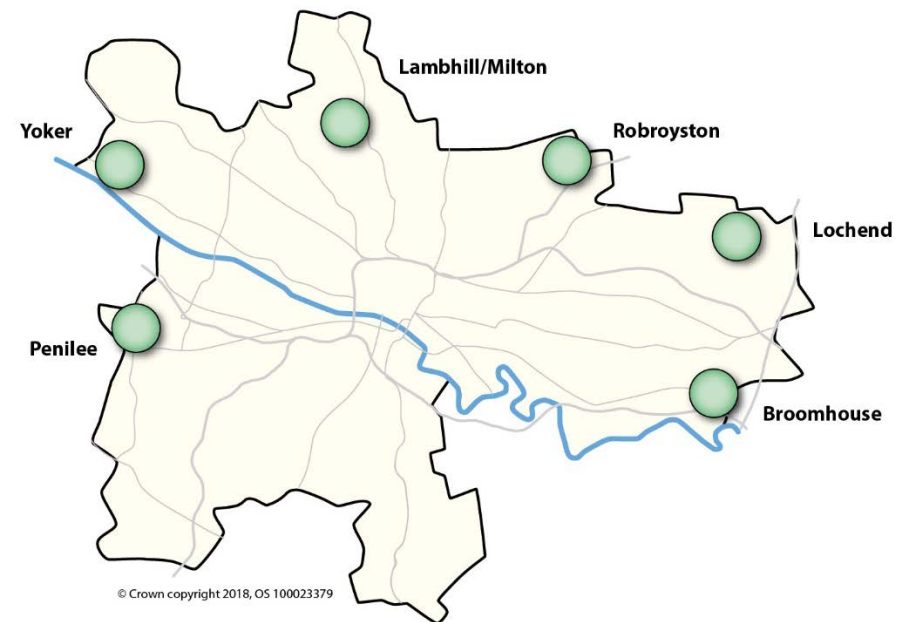 Lambhill/Milton
Yoker
Robroyston
Lochend
Penilee
Broomhouse
© Crown copyright 2018, OS 100023379